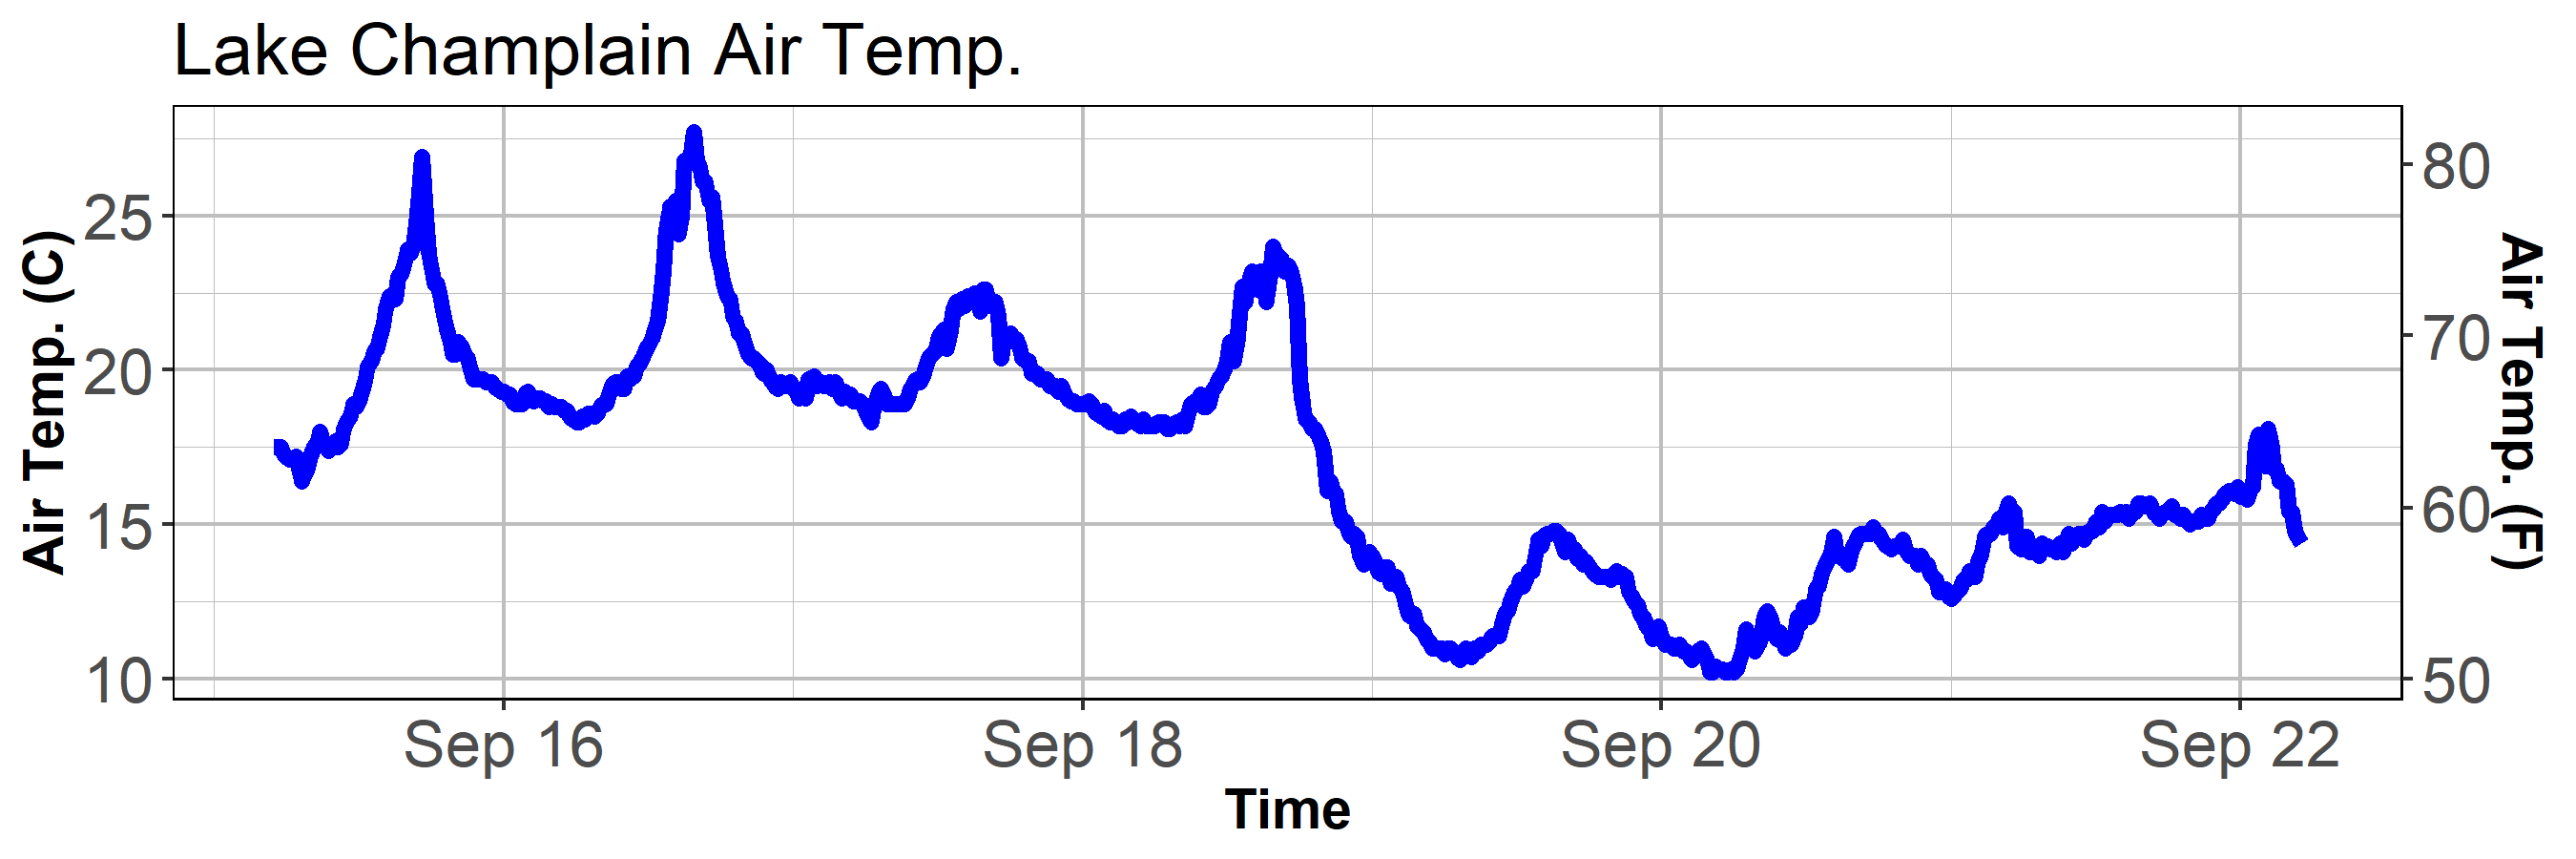 Lake Champlain Air Temp.
Air Temp. (C)
25
20
15
10
80
70
60
50
Air Temp. (F)
Sep 16
Sep 18
Sep 20
Sep 22
Time